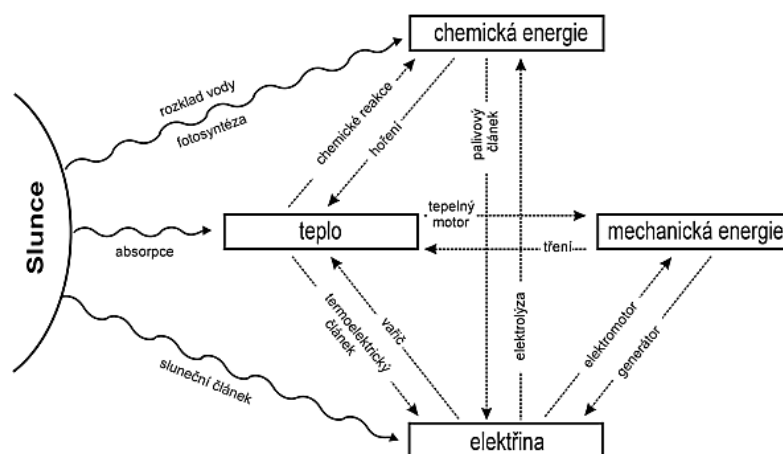 chemická energie
rozklad vody
fotosyntéza
chemické reakce
hoření
palivový
článek
Slunce
absorpce
teplo
tepelný
motor
tření
mechanická energie
sluneční článek
termoelektrický
článek
vařič
elektrolýza
elektromotor
generátor
elektřina